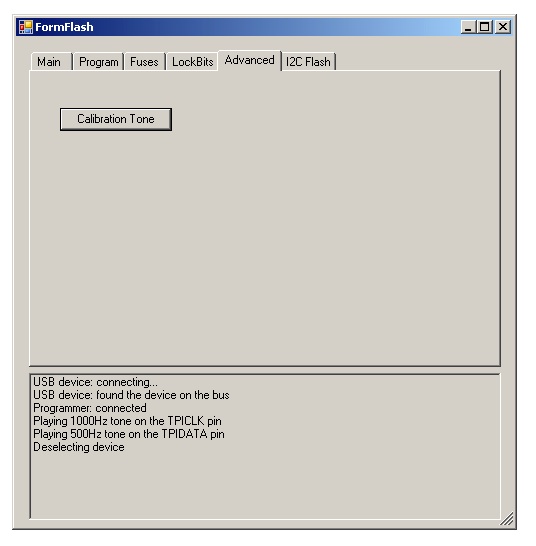 FormFlash
Main Program Fuses LockBits Advanced I2C Flash
Calibration Tone
USB device: connecting...
USB device: found the device on the bus
Programmer: connected
Playing 1000Hz tone on the TPICLK pin
Playing 500Hz tone on the TPIDATA pin
Deselecting device